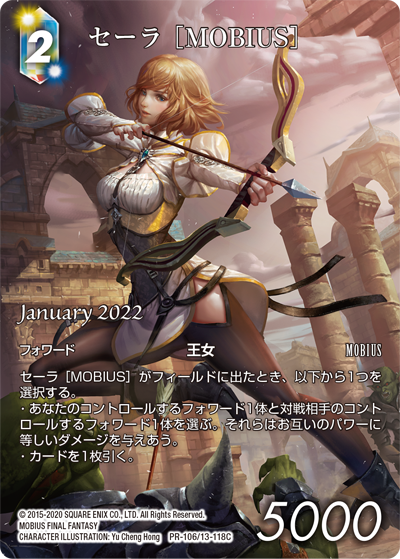 2
セーラ [MOBIUS]
January 2022
フォワード 王女 MOBIUS
セーラ [MOBIUS] がフィールドに出たとき、以下から1つを
選択する。
・あなたのコントロールするフォワード1体と対戦相手のコント
ロールするフォワード1体を選ぶ。それらはお互いのパワーに
等しいダメージを与えあう。
・カードを1枚引く。
© 2015-2020 SQUARE ENIX CO., LTD. All Rights Reserved.
MOBIUS FINAL FANTASY
CHARACTER ILLUSTRATION: Yu Cheng Hong PR-106/13-118C
5000